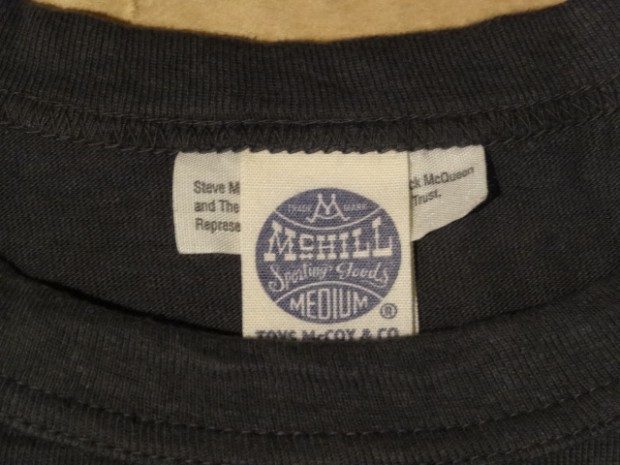 Steve M
and The
Represe
ck McQueen
Trust.
TRADE M MARK
McHILL
Sporting Goods
MEDIUM
®
TOYS McCOY & CO